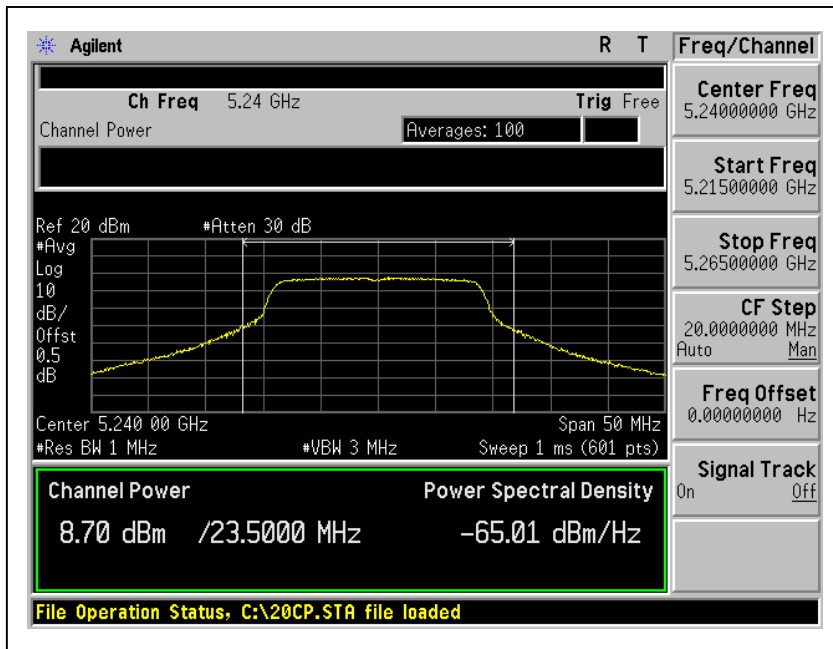 Agilent R T Freq/Channel
Ch Freq 5.24 GHz Trig Free
Channel Power Averages: 100
Center Freq
5.24000000 GHz
Start Freq
5.21500000 GHz
Stop Freq
5.26500000 GHz
CF Step
20.0000000 MHz
Auto Man
Freq Offset
0.00000000 Hz
Signal Track
On Off
Ref 20 dBm #Atten 30 dB
#Avg
Log
10
dB/
Offst
0.5
dB
Center 5.240 00 GHz Span 50 MHz
#Res BW 1 MHz #VBW 3 MHz Sweep 1 ms (601 pts)
Channel Power Power Spectral Density
8.70 dBm /23.5000 MHz -65.01 dBm/Hz
File Operation Status, C:\20CP.STA file loaded